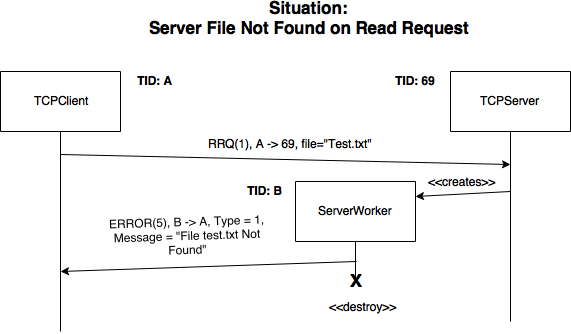 Situation:
Server File Not Found on Read Request
TID: A
TID: 69
TCPClient
TCPServer
RRQ(1), A -> 69, file="Test.txt"
<<creates>>
TID: B
ServerWorker
ERROR(5), B -> A, Type = 1,
Message = "File test.txt Not
Found"
X
<<destroy>>